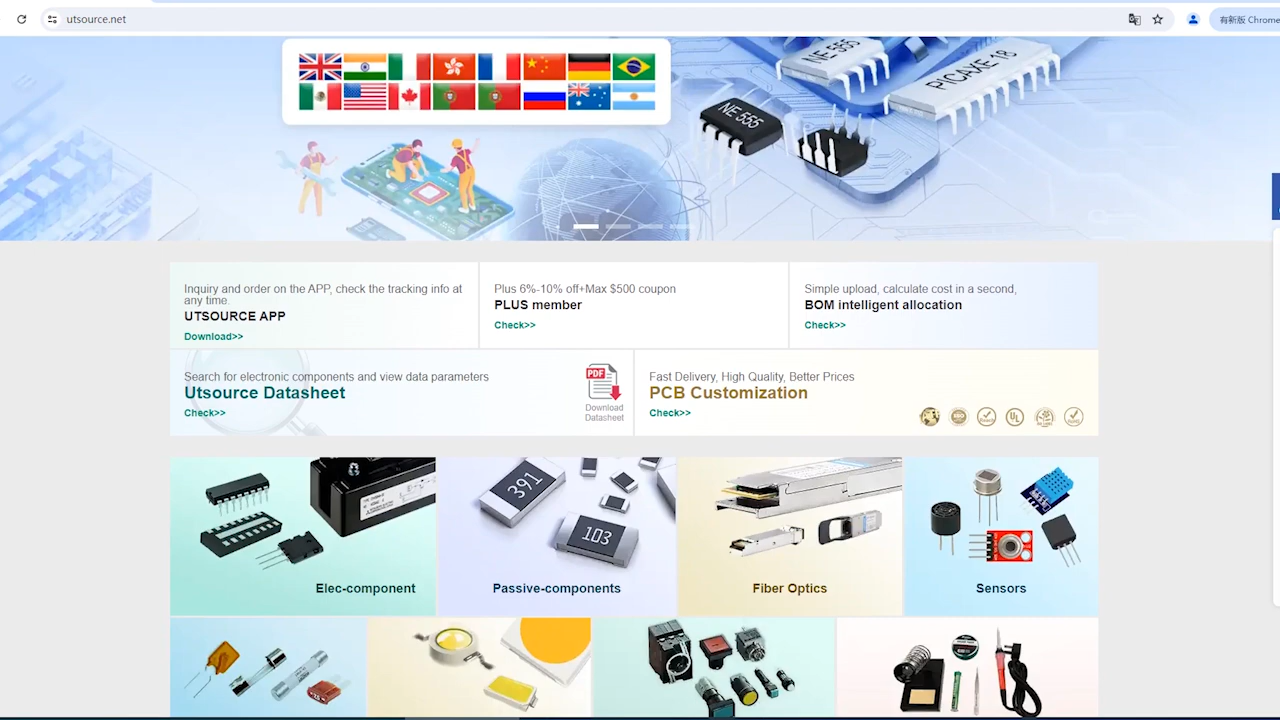 utsource.net
有新版 Chrome
NE 555
PICAXE-18
NE 555
Inquiry and order on the APP, check the tracking info at
any time.
UTSOURCE APP
Download>>
Plus 6%-10% off+Max $500 coupon
PLUS member
Check>>
Simple upload, calculate cost in a second,
BOM intelligent allocation
Check>>
Search for electronic components and view data parameters
Utsource Datasheet
Check>>
PDF
Download
Datasheet
Fast Delivery, High Quality, Better Prices
PCB Customization
Check>>
UL
391
103
Elec-component
Passive-components
Fiber Optics
Sensors